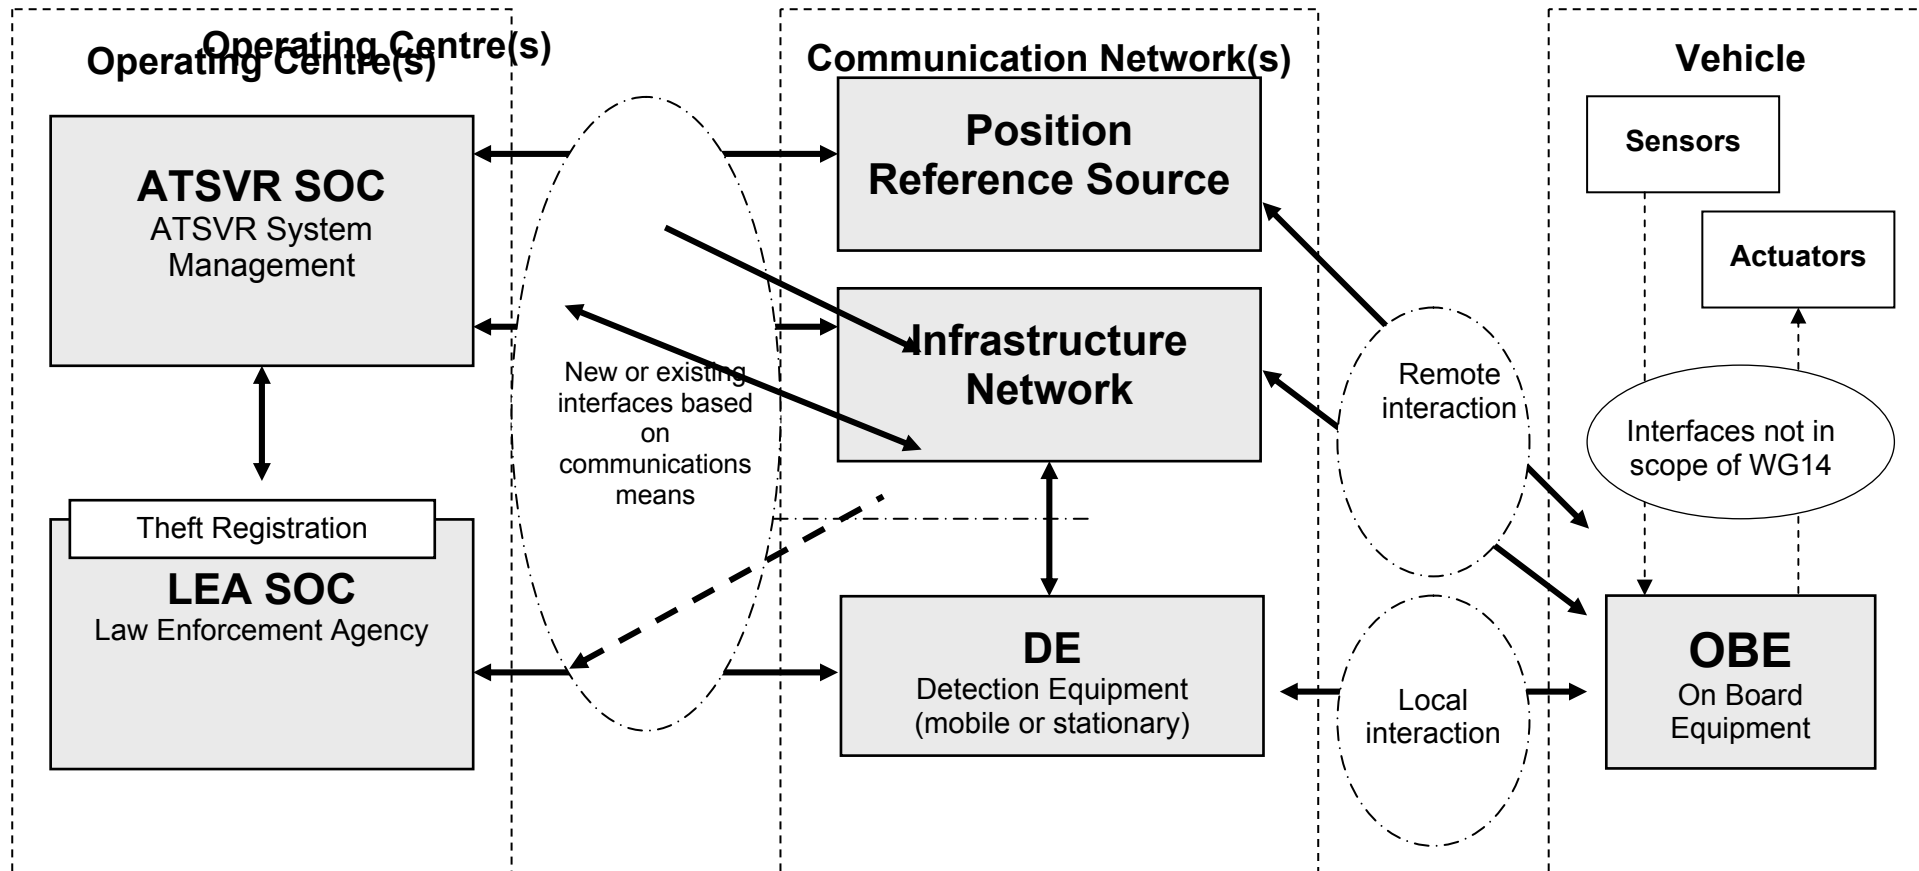 Operating Centre(s)
Operating Centre(s)
ATSVR SOC
ATSVR System
Management
Theft Registration
LEA SOC
Law Enforcement Agency
New or existing
interfaces based
on
communications
means
Communication Network(s)
Position
Reference Source
Infrastructure
Network
DE
Detection Equipment
(mobile or stationary)
Remote
interaction
Local
interaction
Vehicle
Sensors
Actuators
Interfaces not in
scope of WG14
OBE
On Board
Equipment